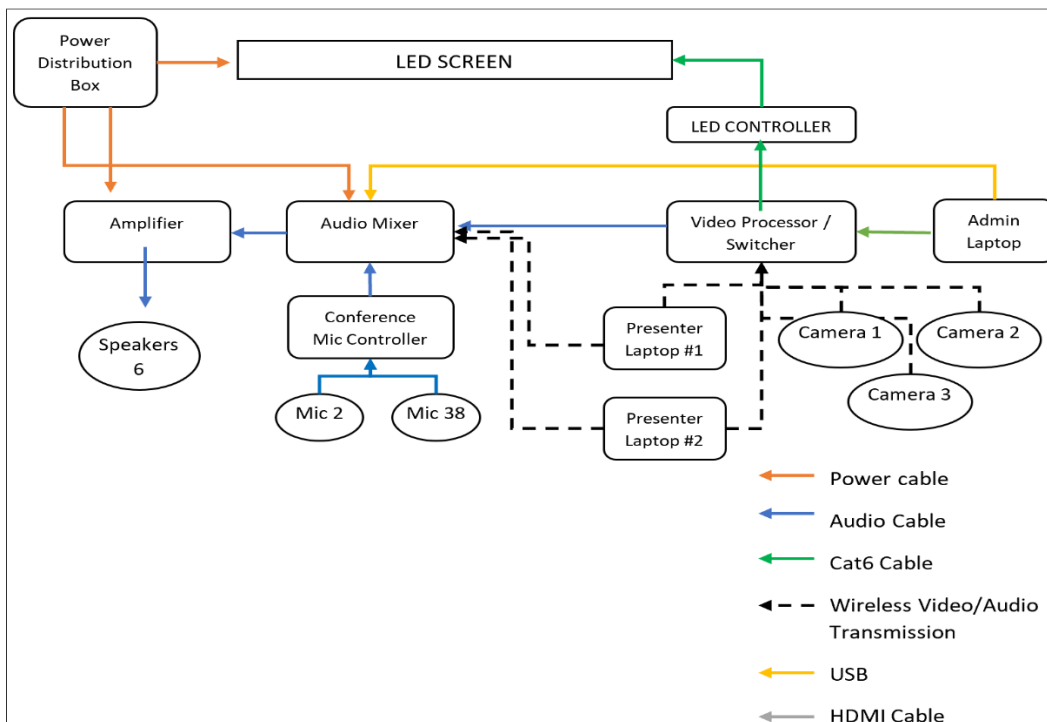 Power
Distribution
Box
LED SCREEN
LED CONTROLLER
Amplifier
Audio Mixer
Video Processor /
Switcher
Admin
Laptop
Speakers
6
Conference
Mic Controller
Mic 2
Mic 38
Presenter
Laptop #1
Camera 1
Camera 2
Camera 3
Presenter
Laptop #2
Power cable
Audio Cable
Cat6 Cable
Wireless Video/Audio
Transmission
USB
HDMI Cable